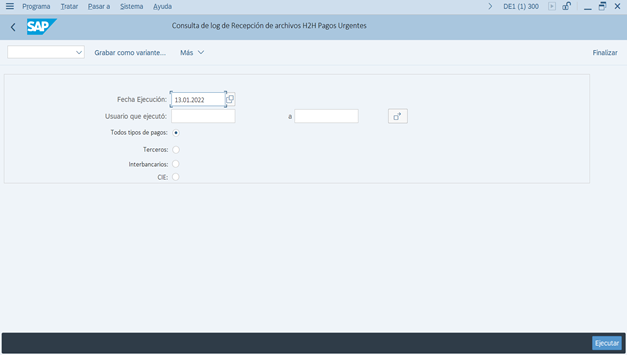 Programa Tratar Pasar a Sistema Ayuda DE1 (1) 300
SAP Consulta de log de Recepción de archivos H2H Pagos Urgentes
Grabar como variante... Más Finalizar
Fecha Ejecución: 13.01.2022
Usuario que ejecutó: a
Todos tipos de pagos:
Terceros:
Interbancarios:
CIE:
Ejecutar